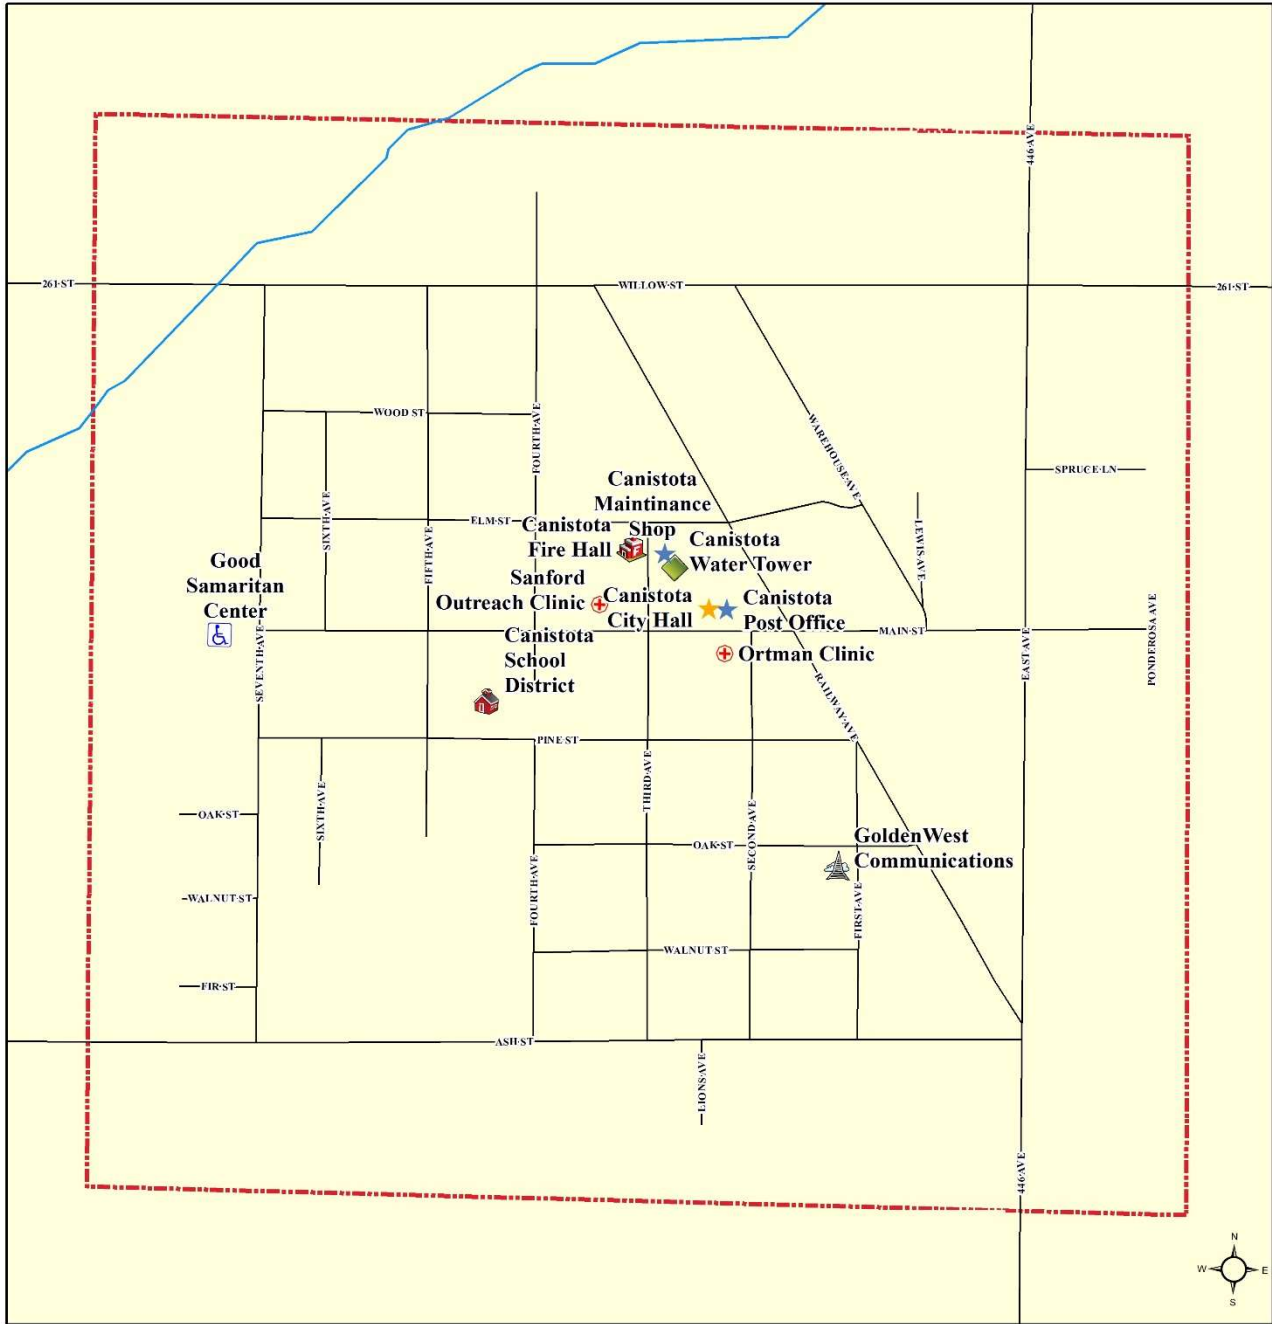 446 AVE
261 ST
WILLOW ST
261 ST
WOOD ST
FOURTH AVE
WAREHOUSE AVE
SPRUCE LN
Canistota
Maintinance
Shop
SIXTH AVE
ELM ST
FIFTH AVE
LEWIS AVE
Canistota
Fire Hall
Canistota
Water Tower
Good
Samaritan
Center
Sanford
Outreach Clinic
Canistota
City Hall
Canistota
Post Office
MAIN ST
EAST AVE
PONDEROSA AVE
SEVENTH AVE
Canistota
School
District
Ortman Clinic
RAILWAY AVE
PINE ST
THIRD AVE
SIXTH AVE
OAK ST
SECOND AVE
OAK ST
GoldenWest
Communications
FOURTH AVE
FIRST AVE
WALNUT ST
WALNUT ST
FIR ST
ASH ST
LIONS AVE
446 AVE
N
W
E
S
F